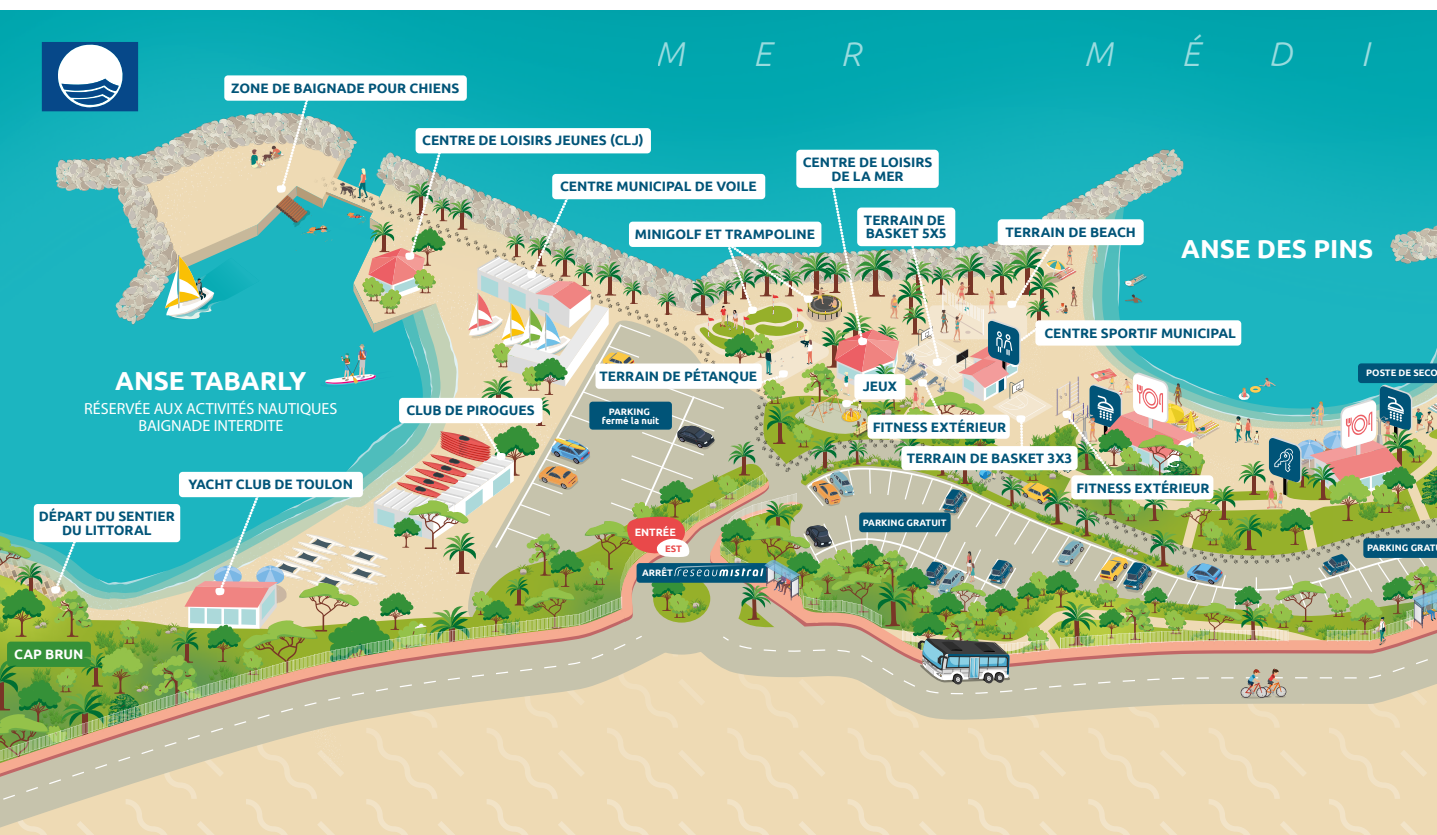 MER MÉDI
ZONE DE BAIGNADE POUR CHIENS
CENTRE DE LOISIRS JEUNES (CLJ)
CENTRE DE LOISIRS
DE LA MER
CENTRE MUNICIPAL DE VOILE
TERRAIN DE
BASKET 5X5
MINIGOLF ET TRAMPOLINE
TERRAIN DE BEACH
ANSE DES PINS
CENTRE SPORTIF MUNICIPAL
ANSE TABARLY
RÉSERVÉE AUX ACTIVITÉS NAUTIQUES
BAIGNADE INTERDITE
TERRAIN DE PÉTANQUE
JEUX
POSTE DE SECO
CLUB DE PIROGUES
PARKING
fermé la nuit
FITNESS EXTÉRIEUR
TERRAIN DE BASKET 3X3
FITNESS EXTÉRIEUR
YACHT CLUB DE TOULON
DÉPART DU SENTIER
DU LITTORAL
PARKING GRATUIT
ENTRÉE
EST
PARKING GRATU
ARRÊT réseau mistral
CAP BRUN